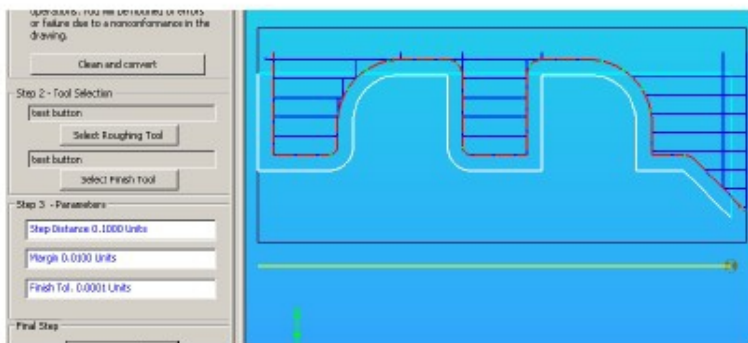 operations. You will be notified of errors
or failure due to a nonconformance in the
drawing.
Clean and convert
Step 2 - Tool Selection
test button
Select Roughing Tool
test button
Select Finish Tool
Step 3 - Parameters
Step Distance 0.1000 Units
Margin 0.0100 Units
Finish Tol. 0.0001 Units
Final Step